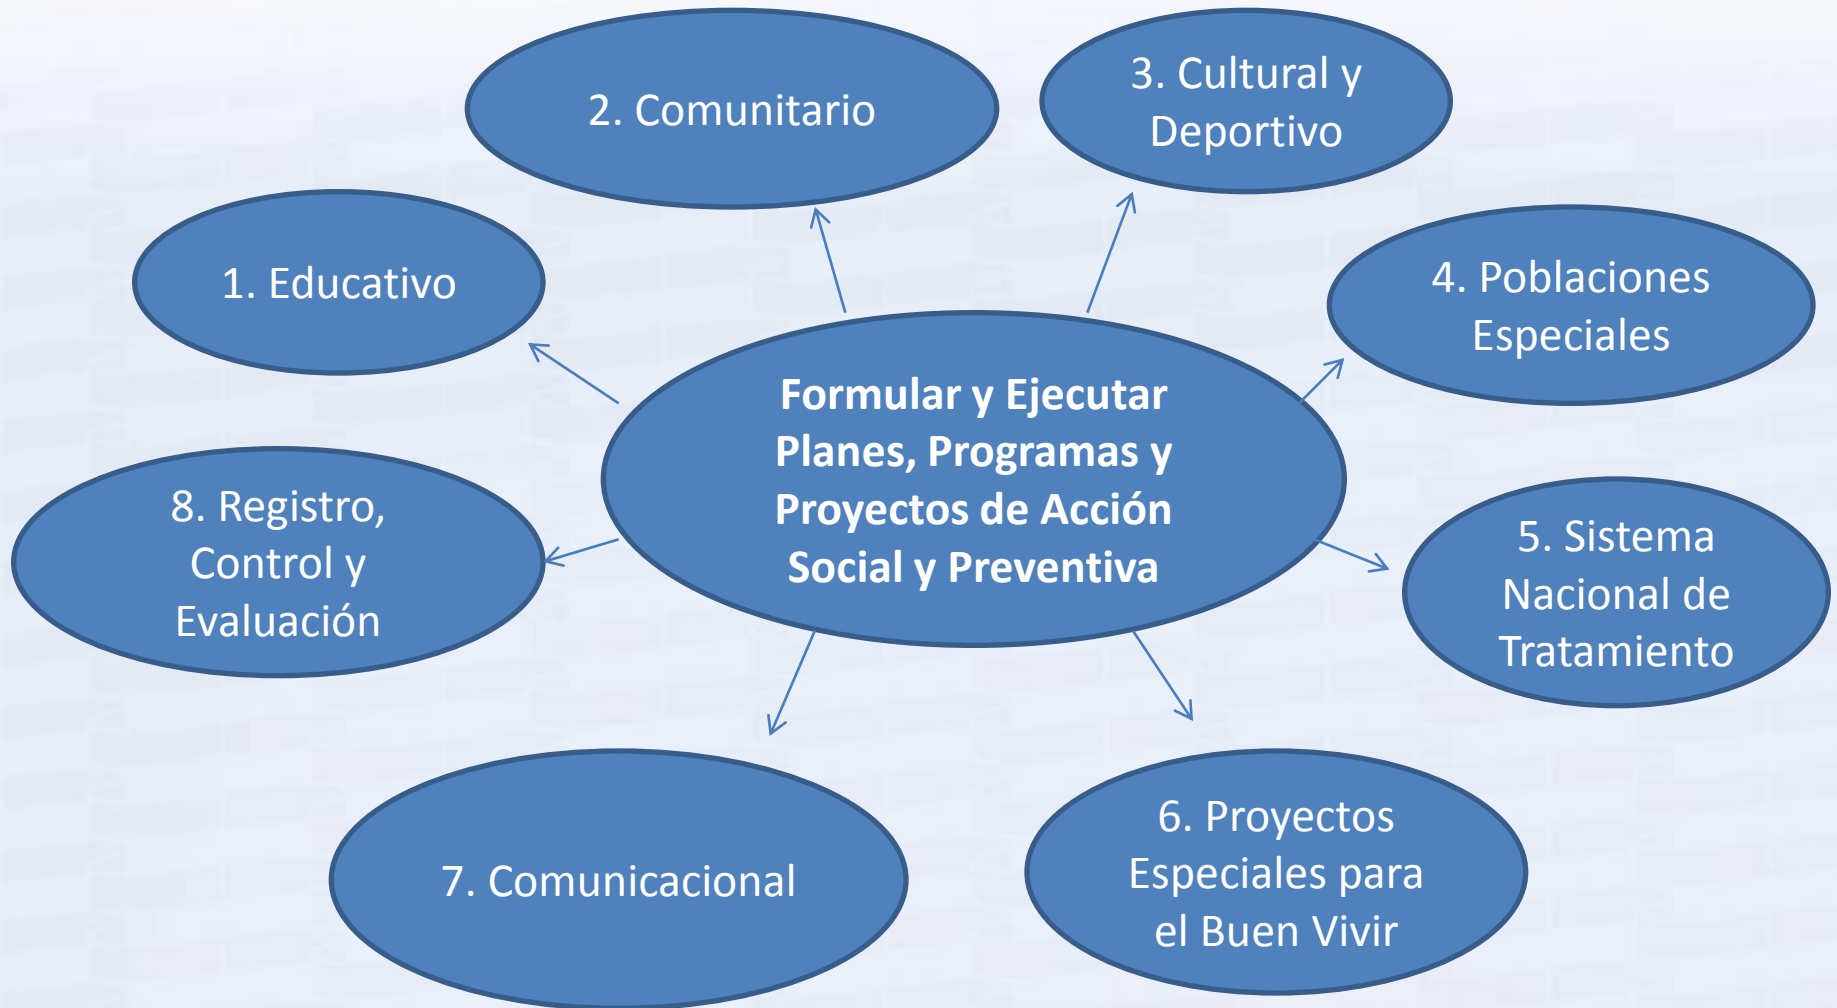 2. Comunitario
3. Cultural y
Deportivo
1. Educativo
4. Poblaciones
Especiales
Formular y Ejecutar
Planes, Programas y
Proyectos de Acción
Social y Preventiva
8. Registro,
Control y
Evaluación
5. Sistema
Nacional de
Tratamiento
7. Comunicacional
6. Proyectos
Especiales para
el Buen Vivir